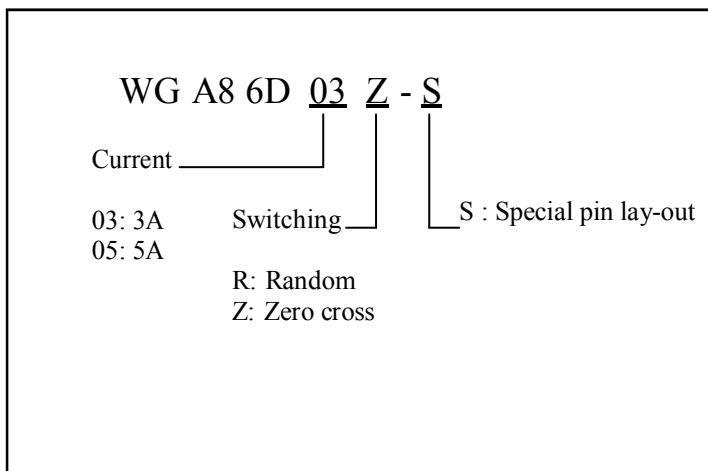 WG A8 6D 03 Z - S
Current
03: 3A
05: 5A
Switching
R: Random
Z: Zero cross
S : Special pin lay-out